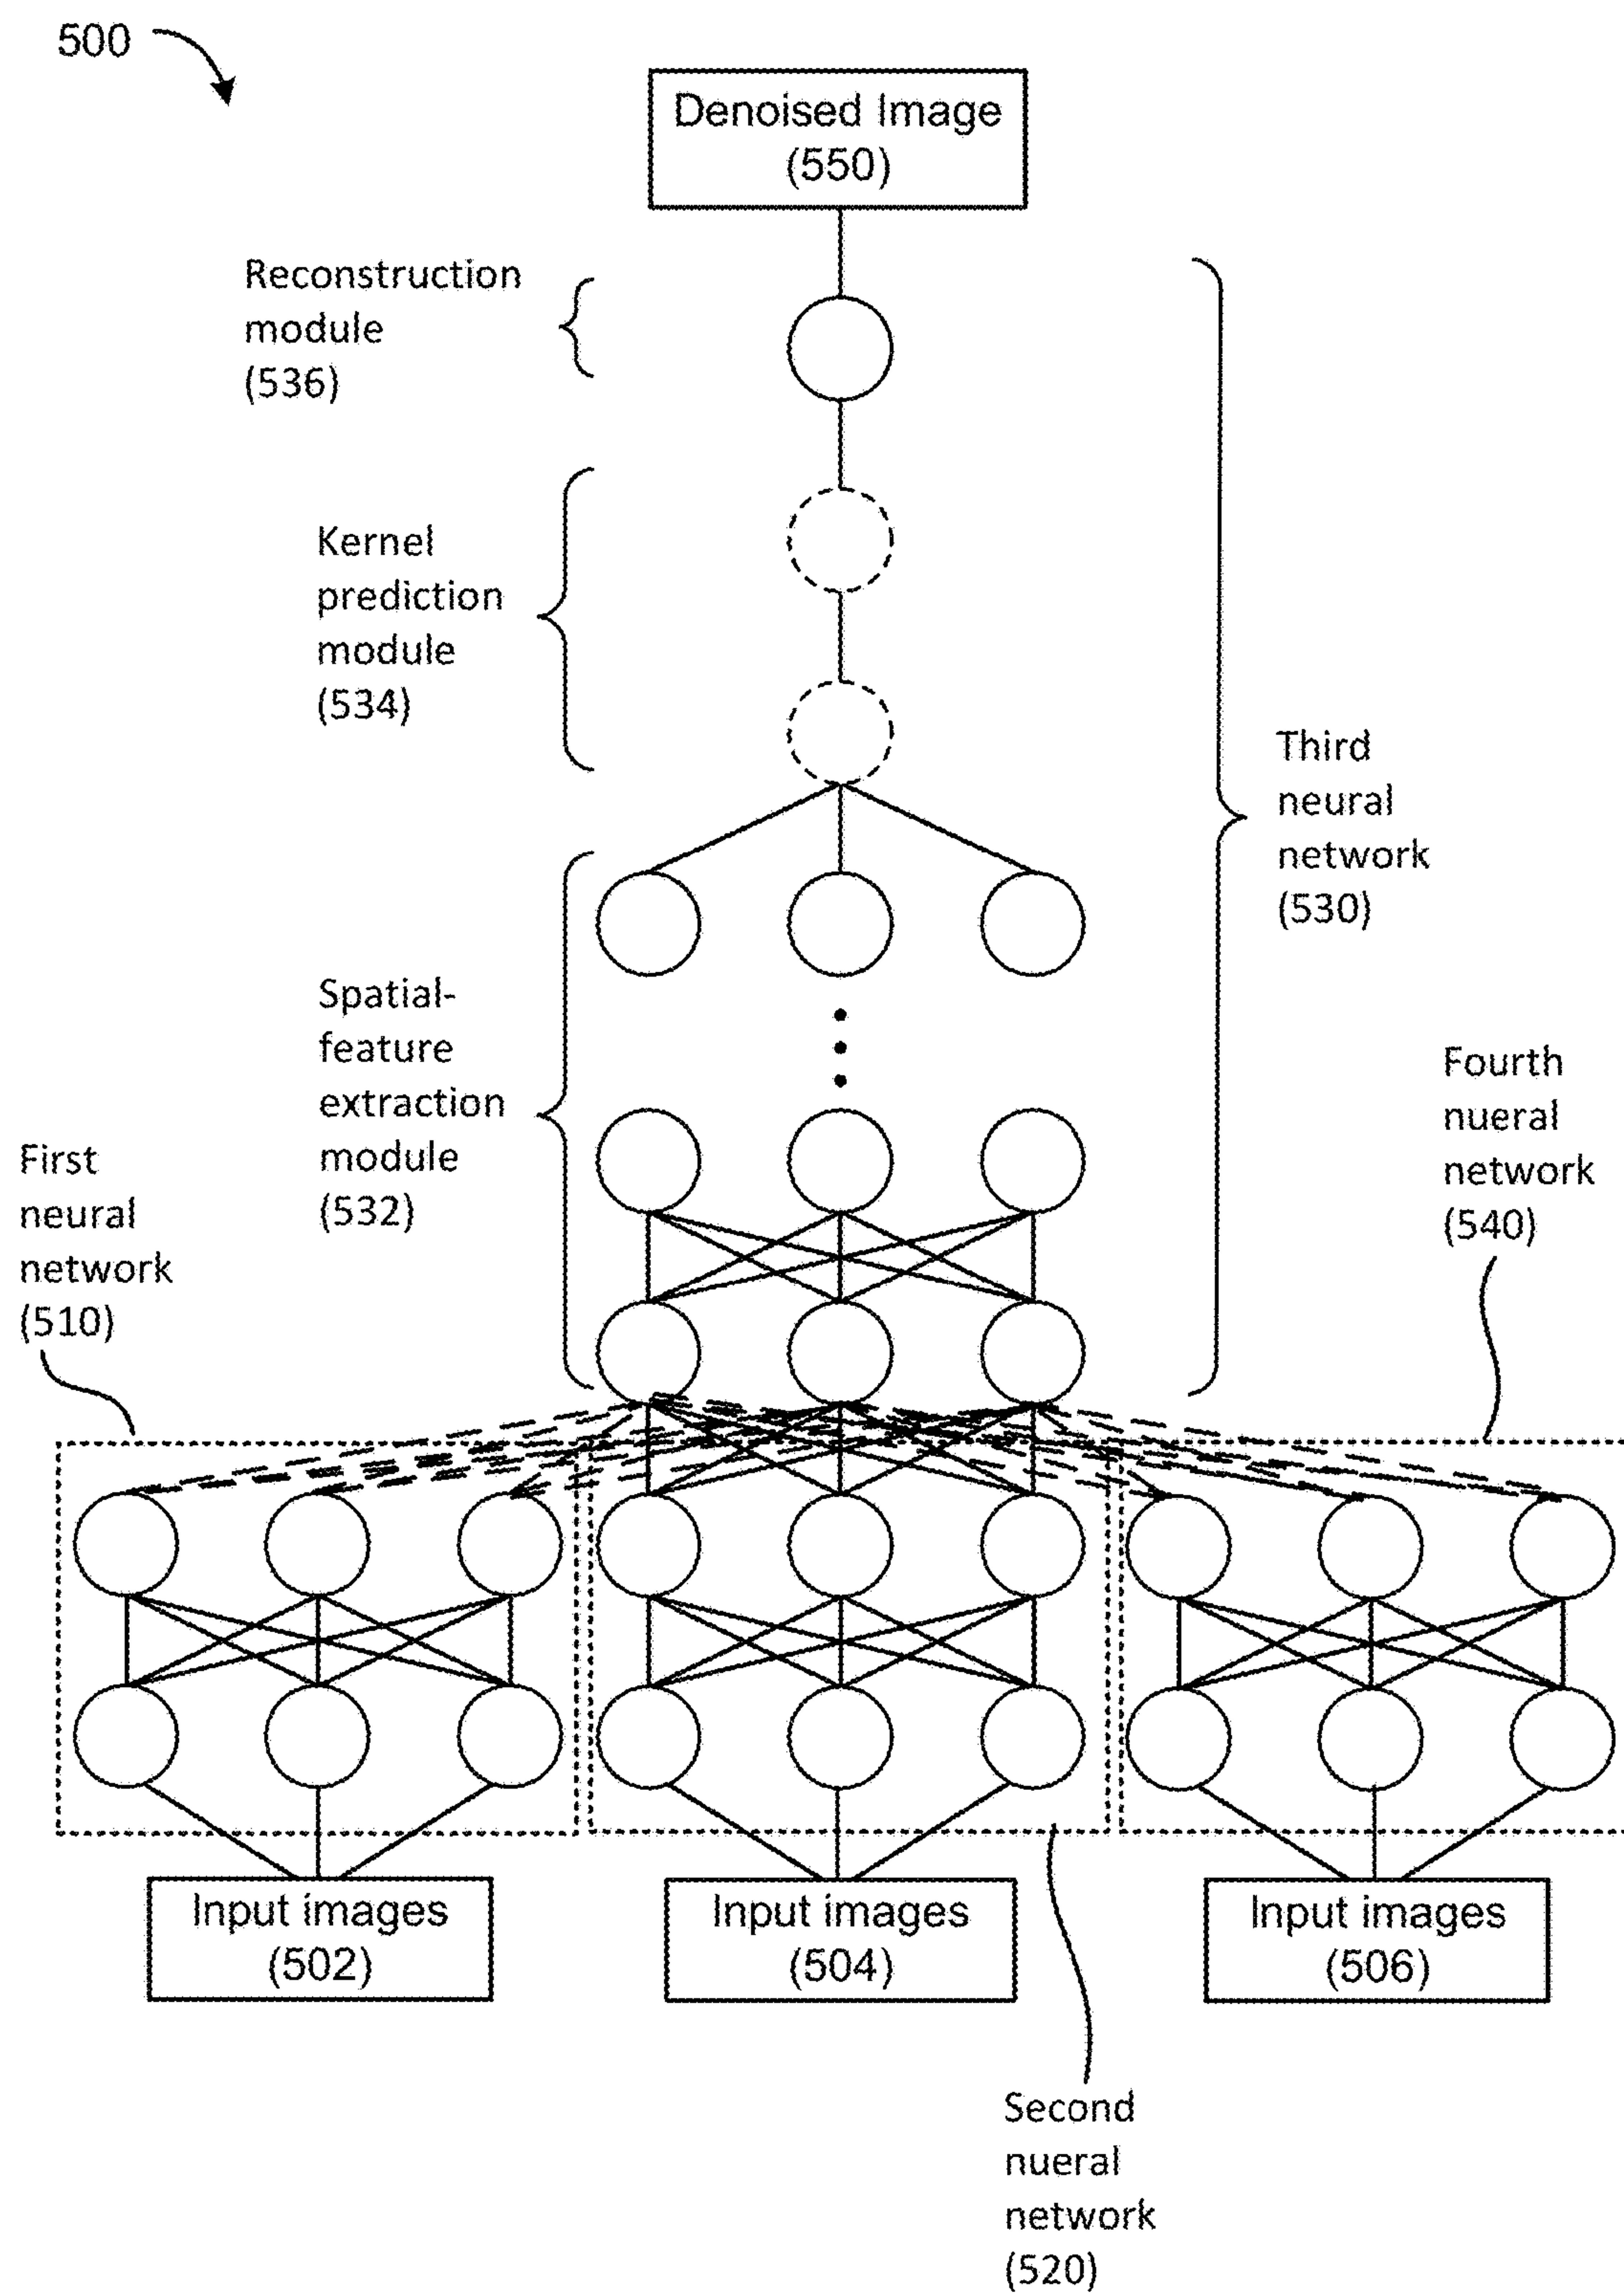 500
Denoised Image
(550)
Reconstruction
module
(536)
Kernel
prediction
module
(534)
Third
neural
network
(530)
Spatial-
feature
extraction
module
(532)
Fourth
nueral
network
(540)
First
neural
network
(510)
Input images
(502)
Input images
(504)
Input images
(506)
Second
nueral
network
(520)